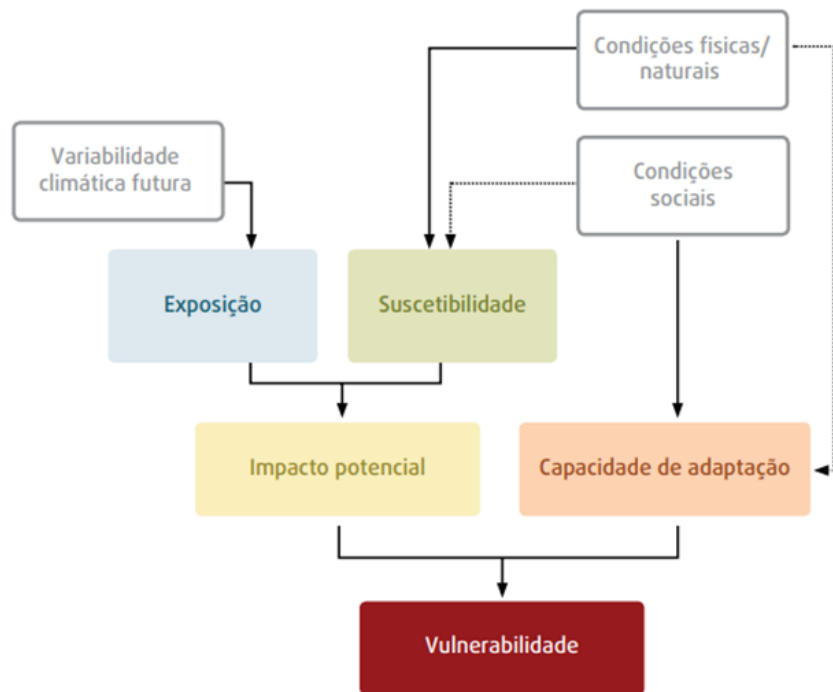 Condições fisicas/
naturais
Variabilidade
climática futura
Condições
sociais
Exposição
Suscetibilidade
Impacto potencial
Capacidade de adaptação
Vulnerabilidade